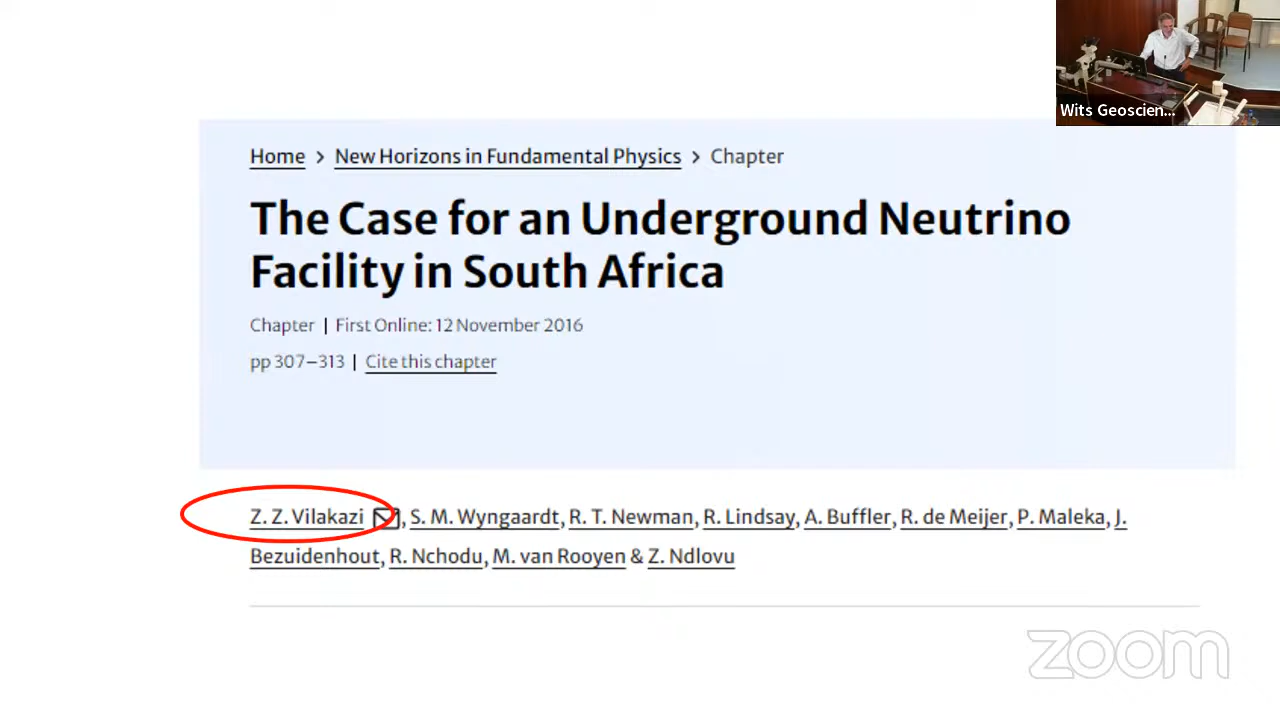 Wits Geoscien...
Home > New Horizons in Fundamental Physics > Chapter
The Case for an Underground Neutrino
Facility in South Africa
Chapter | First Online: 12 November 2016
pp 307–313 | Cite this chapter
Z. Z. Vilakazi, S. M. Wyngaardt, R. T. Newman, R. Lindsay, A. Buffler, R. de Meijer, P. Maleka, J.
Bezuidenhout, R. Nchodu, M. van Rooyen & Z. Ndlovu
zoom